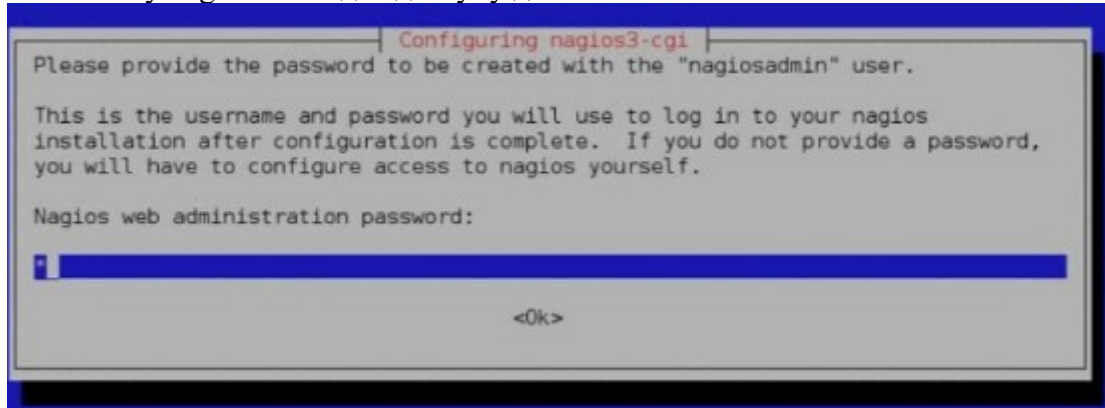 Configuring nagios3-cgi
Please provide the password to be created with the "nagiosadmin" user.
This is the username and password you will use to log in to your nagios
installation after configuration is complete. If you do not provide a password,
you will have to configure access to nagios yourself.
Nagios web administration password:
*
<Ok>